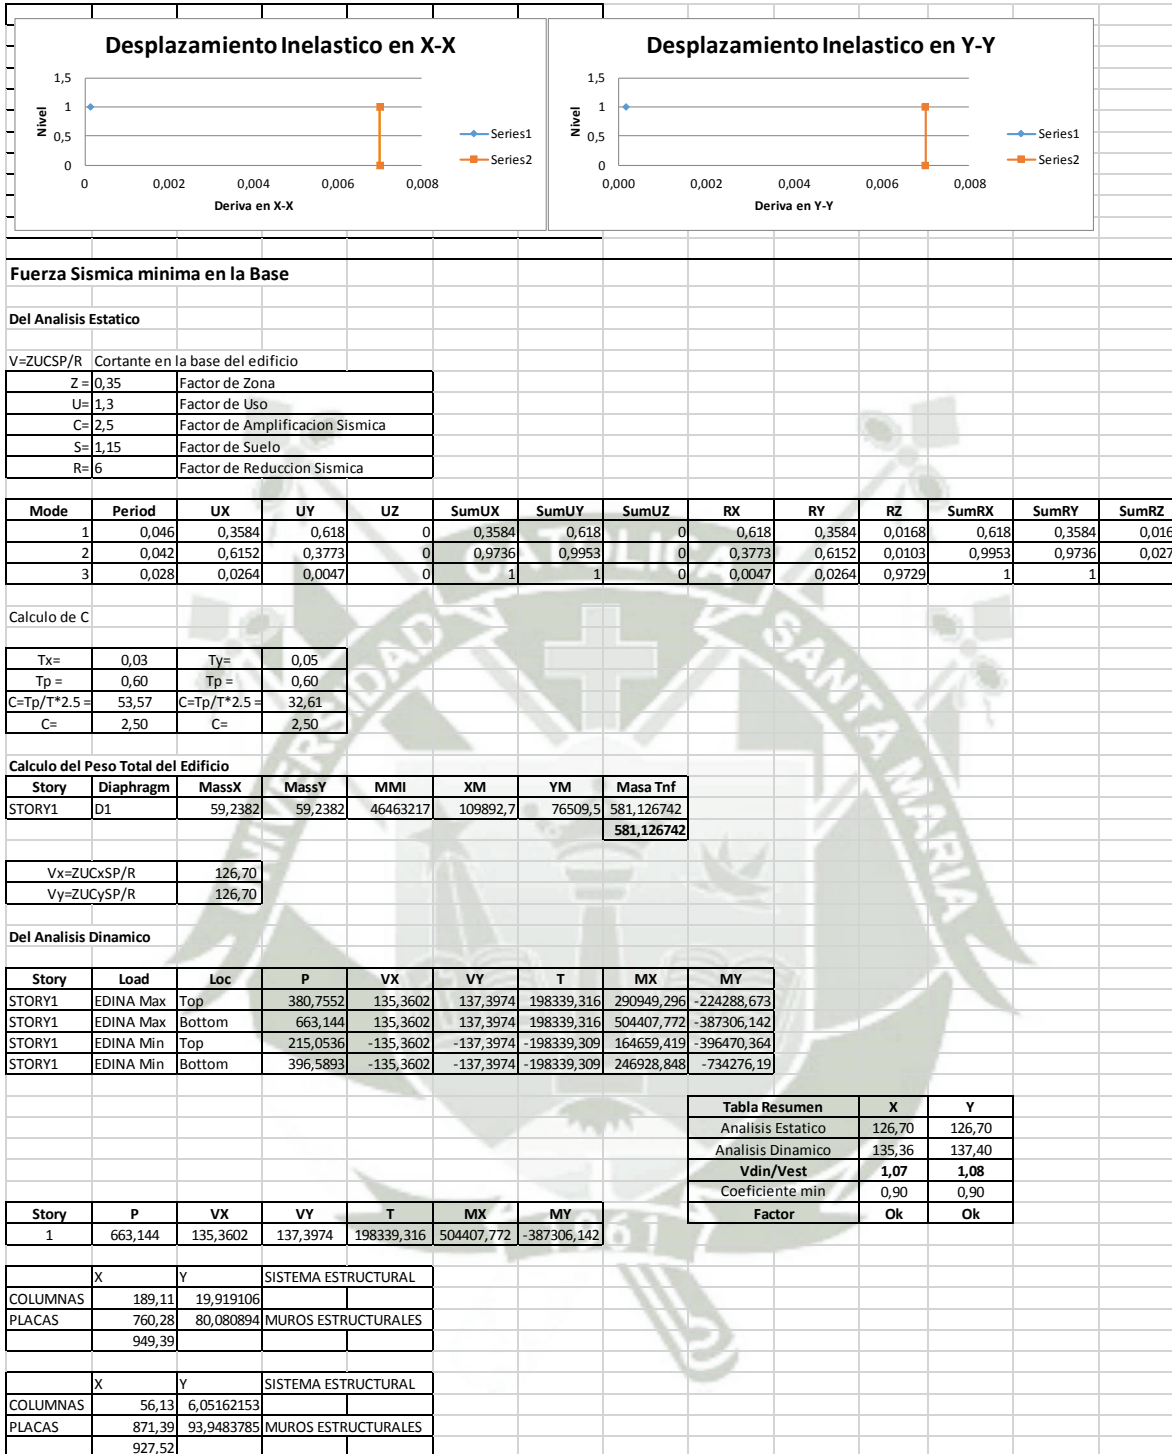 Desplazamiento Inelastico en X-X
1,5
1
0,5
0
Nivel
0 0,002 0,004 0,006 0,008
Deriva en X-X
Series1
Series2
Desplazamiento Inelastico en Y-Y
1,5
1
0,5
0
Nivel
0,000 0,002 0,004 0,006 0,008
Deriva en Y-Y
Series1
Series2
Fuerza Sismica minima en la Base
Del Analisis Estatico
V=ZUCSP/R Cortante en la base del edificio
Z = 0,35 Factor de Zona
U= 1,3 Factor de Uso
C= 2,5 Factor de Amplificacion Sismica
S= 1,15 Factor de Suelo
R= 6 Factor de Reduccion Sismica
Mode Period UX UY UZ SumUX SumUY SumUZ RX RY RZ SumRX SumRY SumRZ
1 0,046 0,3584 0,618 0 0,3584 0,618 0 0,618 0,3584 0,0168 0,618 0,3584 0,016
2 0,042 0,6152 0,3773 0 0,9736 0,9953 0 0,3773 0,6152 0,0103 0,9953 0,9736 0,027
3 0,028 0,0264 0,0047 0 1 1 0 0,0047 0,0264 0,9729 1 1
Calculo de C
Tx= 0,03 Ty= 0,05
Tp = 0,60 Tp = 0,60
C=Tp/T*2.5 = 53,57 C=Tp/T*2.5 = 32,61
C= 2,50 C= 2,50
Calculo del Peso Total del Edificio
Story Diaphragm MassX MassY MMI XM YM Masa Tnf
STORY1 D1 59,2382 59,2382 46463217 109892,7 76509,5 581,126742
581,126742
Vx=ZUCxSP/R 126,70
Vy=ZUCySP/R 126,70
Del Analisis Dinamico
Story Load Loc P VX VY T MX MY
STORY1 EDINA Max Top 380,7552 135,3602 137,3974 198339,316 290949,296 -224288,673
STORY1 EDINA Max Bottom 663,144 135,3602 137,3974 198339,316 504407,772 -387306,142
STORY1 EDINA Min Top 215,0536 -135,3602 -137,3974 -198339,309 164659,419 -396470,364
STORY1 EDINA Min Bottom 396,5893 -135,3602 -137,3974 -198339,309 246928,848 -734276,19
Tabla Resumen X Y
Analisis Estatico 126,70 126,70
Analisis Dinamico 135,36 137,40
Vdin/Vest 1,07 1,08
Coeficiente min 0,90 0,90
Factor Ok Ok
Story P VX VY T MX MY
1 663,144 135,3602 137,3974 198339,316 504407,772 -387306,142
X Y SISTEMA ESTRUCTURAL
COLUMNAS 189,11 19,919106
PLACAS 760,28 80,080894 MUROS ESTRUCTURALES
949,39
X Y SISTEMA ESTRUCTURAL
COLUMNAS 56,13 6,05162153
PLACAS 871,39 93,9483785 MUROS ESTRUCTURALES
927,52
UNIVERSIDAD CATOLICA SANTA MARIA
1961